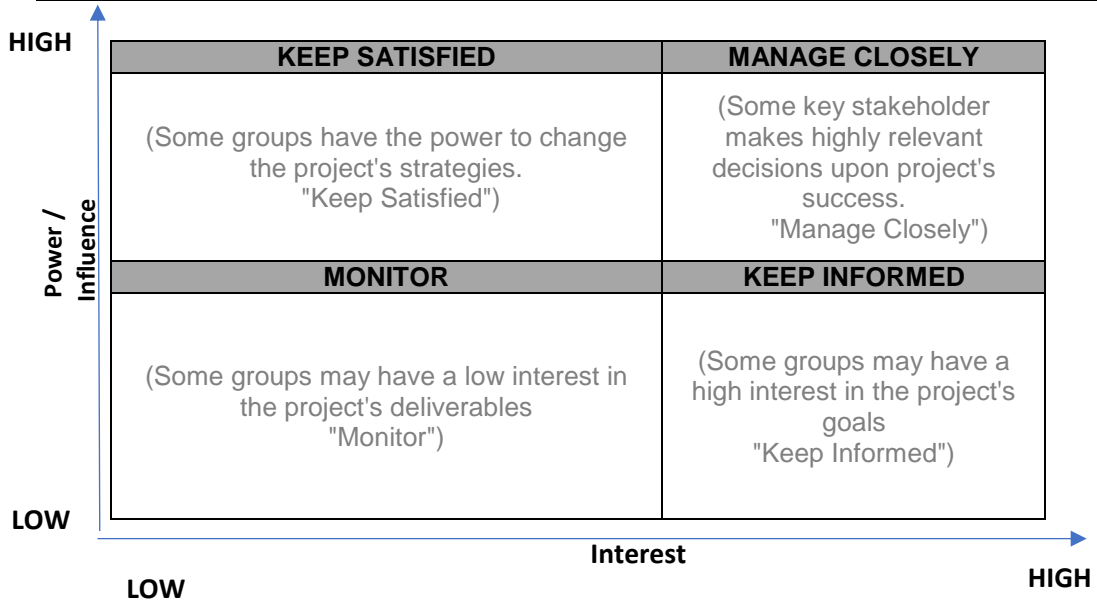 HIGH
KEEP SATISFIED
MANAGE CLOSELY
(Some groups have the power to change
the project's strategies.
"Keep Satisfied")
(Some key stakeholder
makes highly relevant
decisions upon project's
success.
"Manage Closely")
Power /
Influence
MONITOR
KEEP INFORMED
(Some groups may have a low interest in
the project's deliverables
"Monitor")
(Some groups may have a
high interest in the project's
goals
"Keep Informed")
LOW
Interest
LOW
HIGH